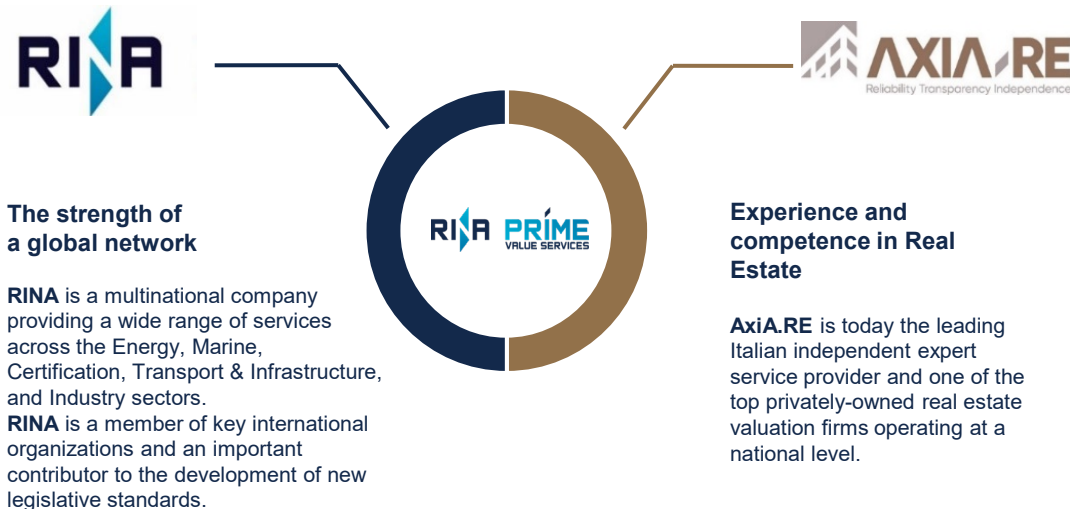 RINA
AXIA.RE
Reliability Transparency Independence
RINA PRIME
VALUE SERVICES
The strength of
a global network
RINA is a multinational company
providing a wide range of services
across the Energy, Marine,
Certification, Transport & Infrastructure,
and Industry sectors.
RINA is a member of key international
organizations and an important
contributor to the development of new
legislative standards.
Experience and
competence in Real
Estate
AxiA.RE is today the leading
Italian independent expert
service provider and one of the
top privately-owned real estate
valuation firms operating at a
national level.